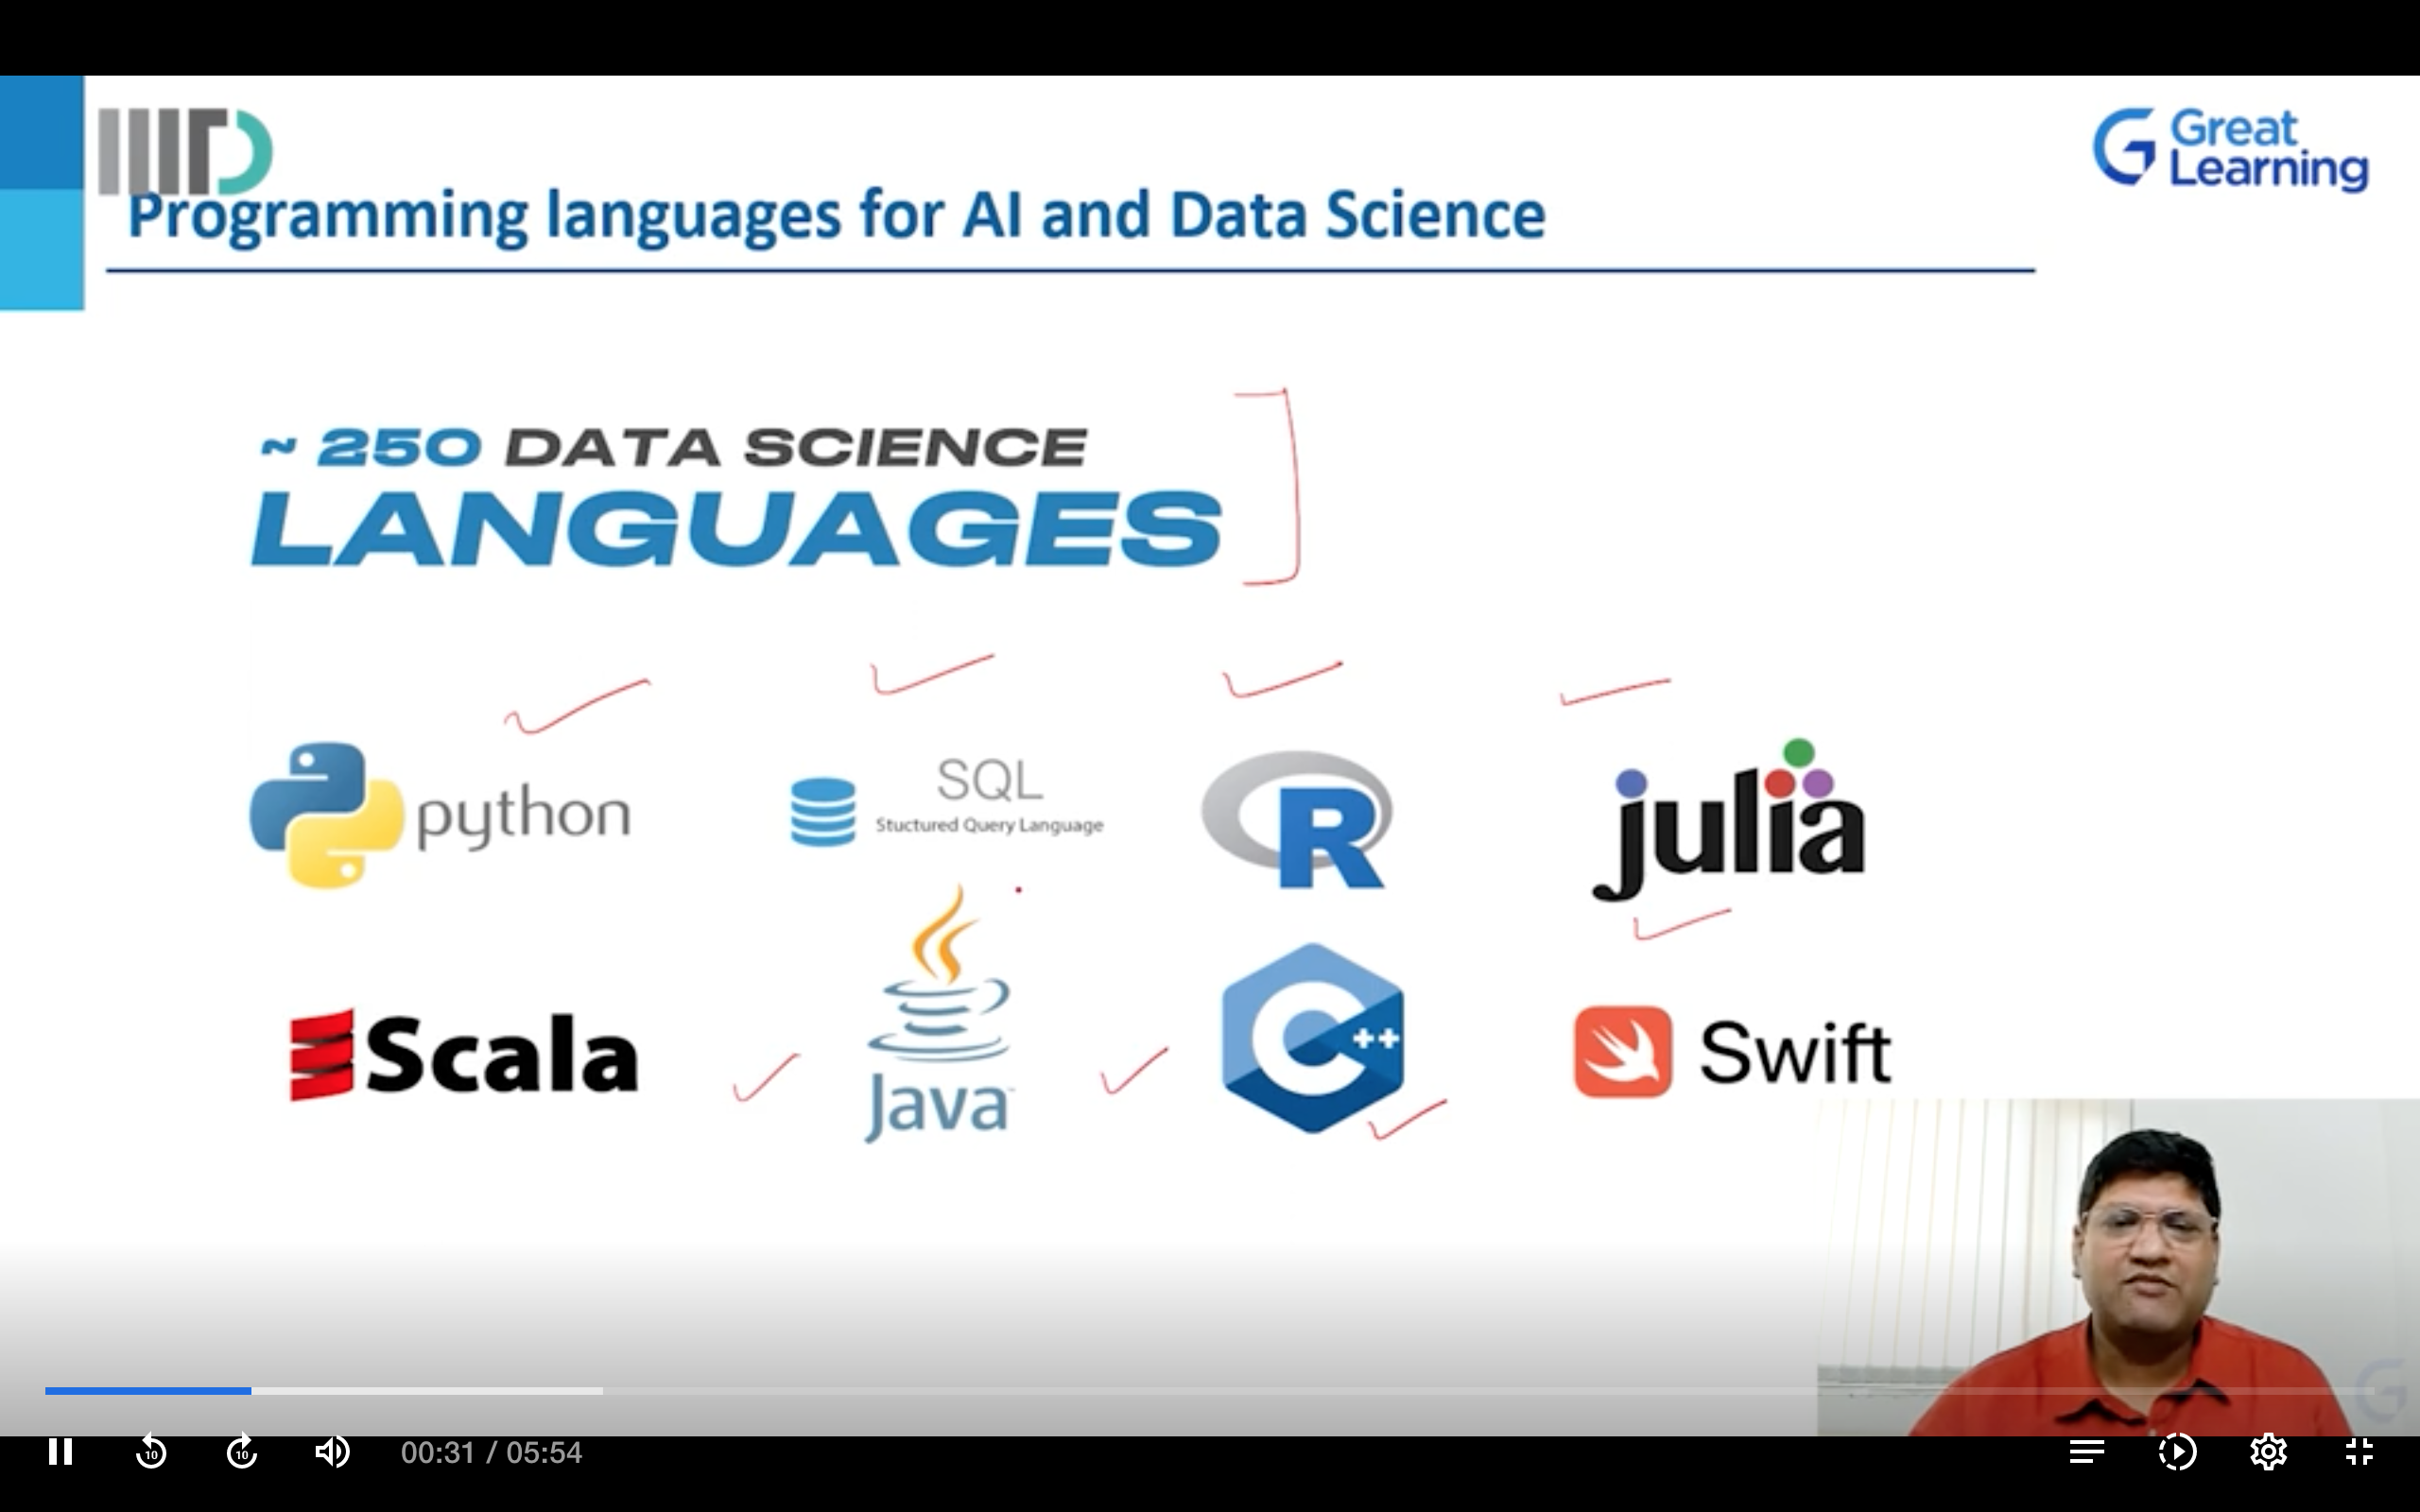 IIITD
Great
Learning
Programming languages for AI and Data Science
~ 250 DATA SCIENCE
LANGUAGES
python
SQL
Stuctured Query Language
R
julia
Scala
Java
C++
Swift
10
10
00:31 / 05:54